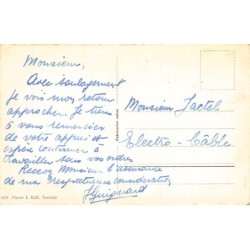 Monsieur,
Avec soulagement
je vois mon retour
approcher. Je tiens
à vous remercier
de votre appui et
espère continuer à
travailler sous vos ordres
Recevez Monsieur l'assurance
de ma respectueuse considération
JGuignard
Monsieur Jactel
Electro-Câble